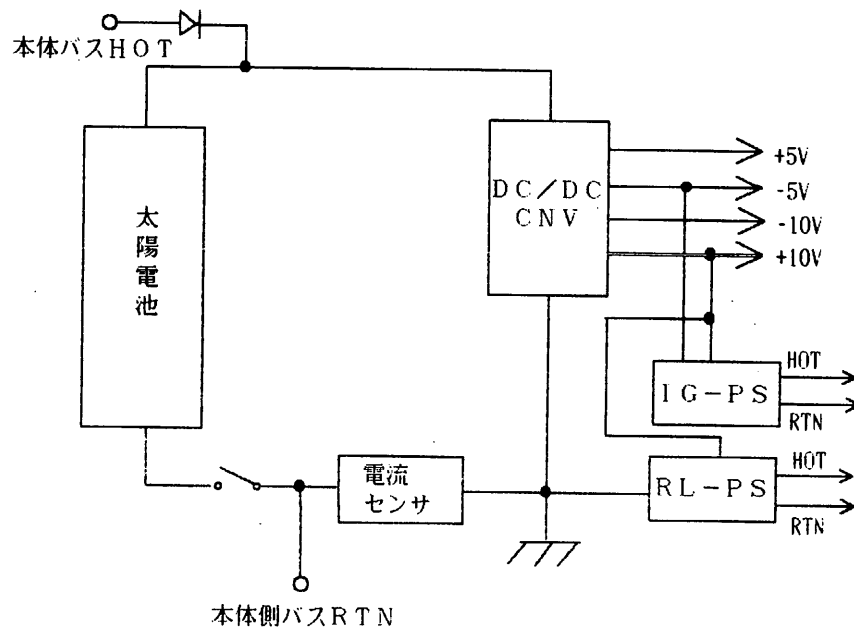 本体バスHOT
太陽電池
DC/DC
CNV
+5V
-5V
-10V
+10V
HOT
IG-PS
RTN
HOT
電流
センサ
RL-PS
RTN
本体側バスRTN